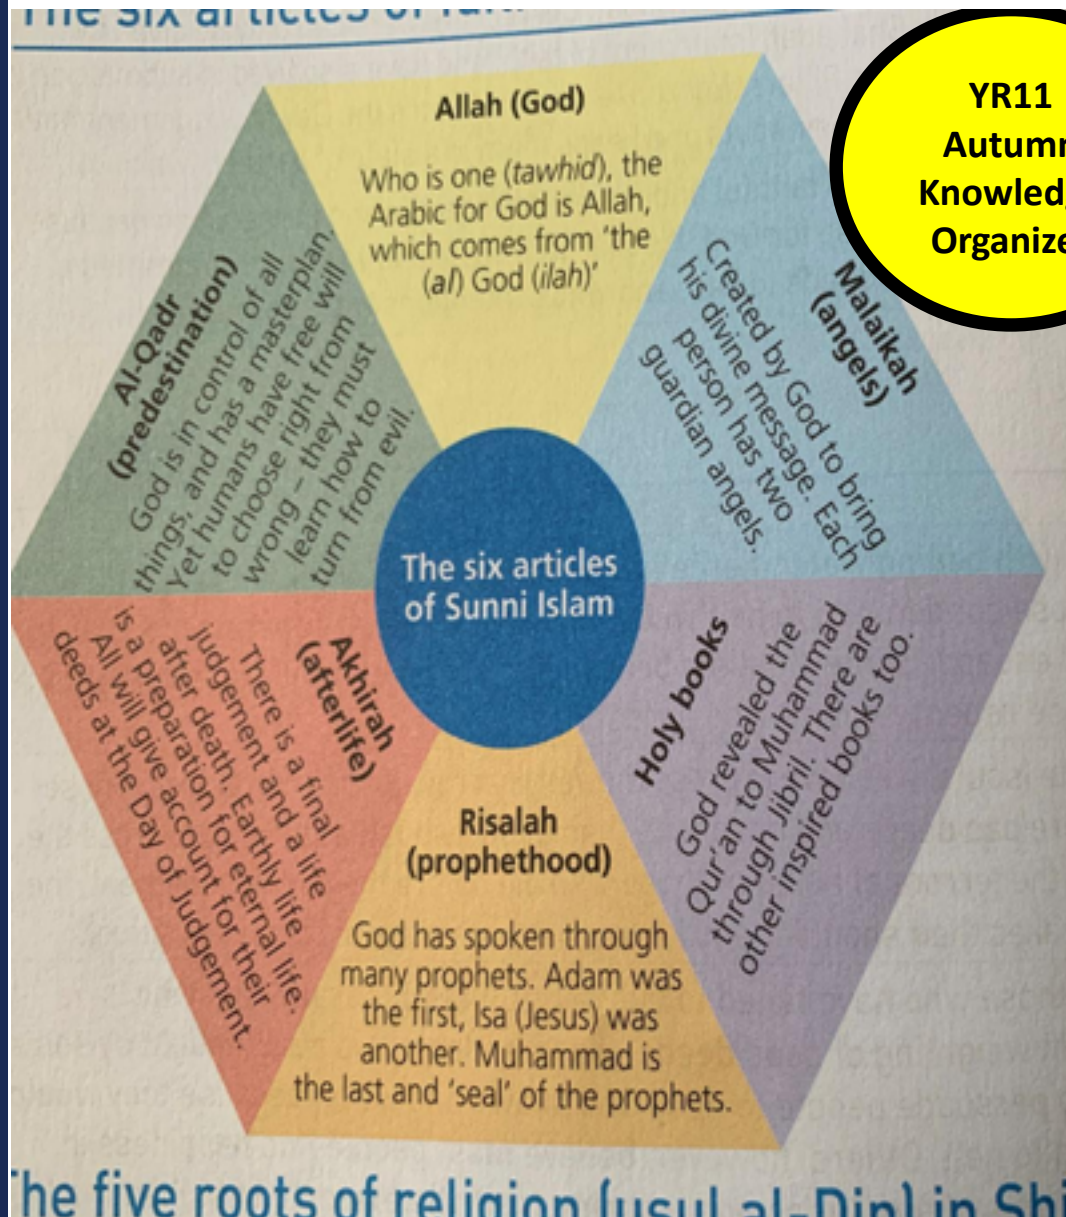 The six articles of
YR11
Autumn
Knowled
Organize
Allah (God)
Who is one (tawhid), the
Arabic for God is Allah,
which comes from ‘the
(al) God (ilah)’
Malaikah
(angels)
Created by God to bring
his divine message. Each
person has two
guardian angels.
Holy books
God revealed the
Qur’an to Muhammad
through Jibril. There are
other inspired books too.
Risalah
(prophethood)
God has spoken through
many prophets. Adam was
the first, Isa (Jesus) was
another. Muhammad is
the last and ‘seal’ of the prophets.
Akhirah
(afterlife)
There is a final
judgement and a life
after death. Earthly life
is a preparation for eternal life.
All will give account for their
deeds at the Day of Judgement.
Al-Qadr
(predestination)
God is in control of all
things, and has a masterplan.
Yet humans have free will
to choose right from
wrong – they must
learn how to
turn from evil.
The six articles
of Sunni Islam
The five roots of religion (usul al-Din) in Shi